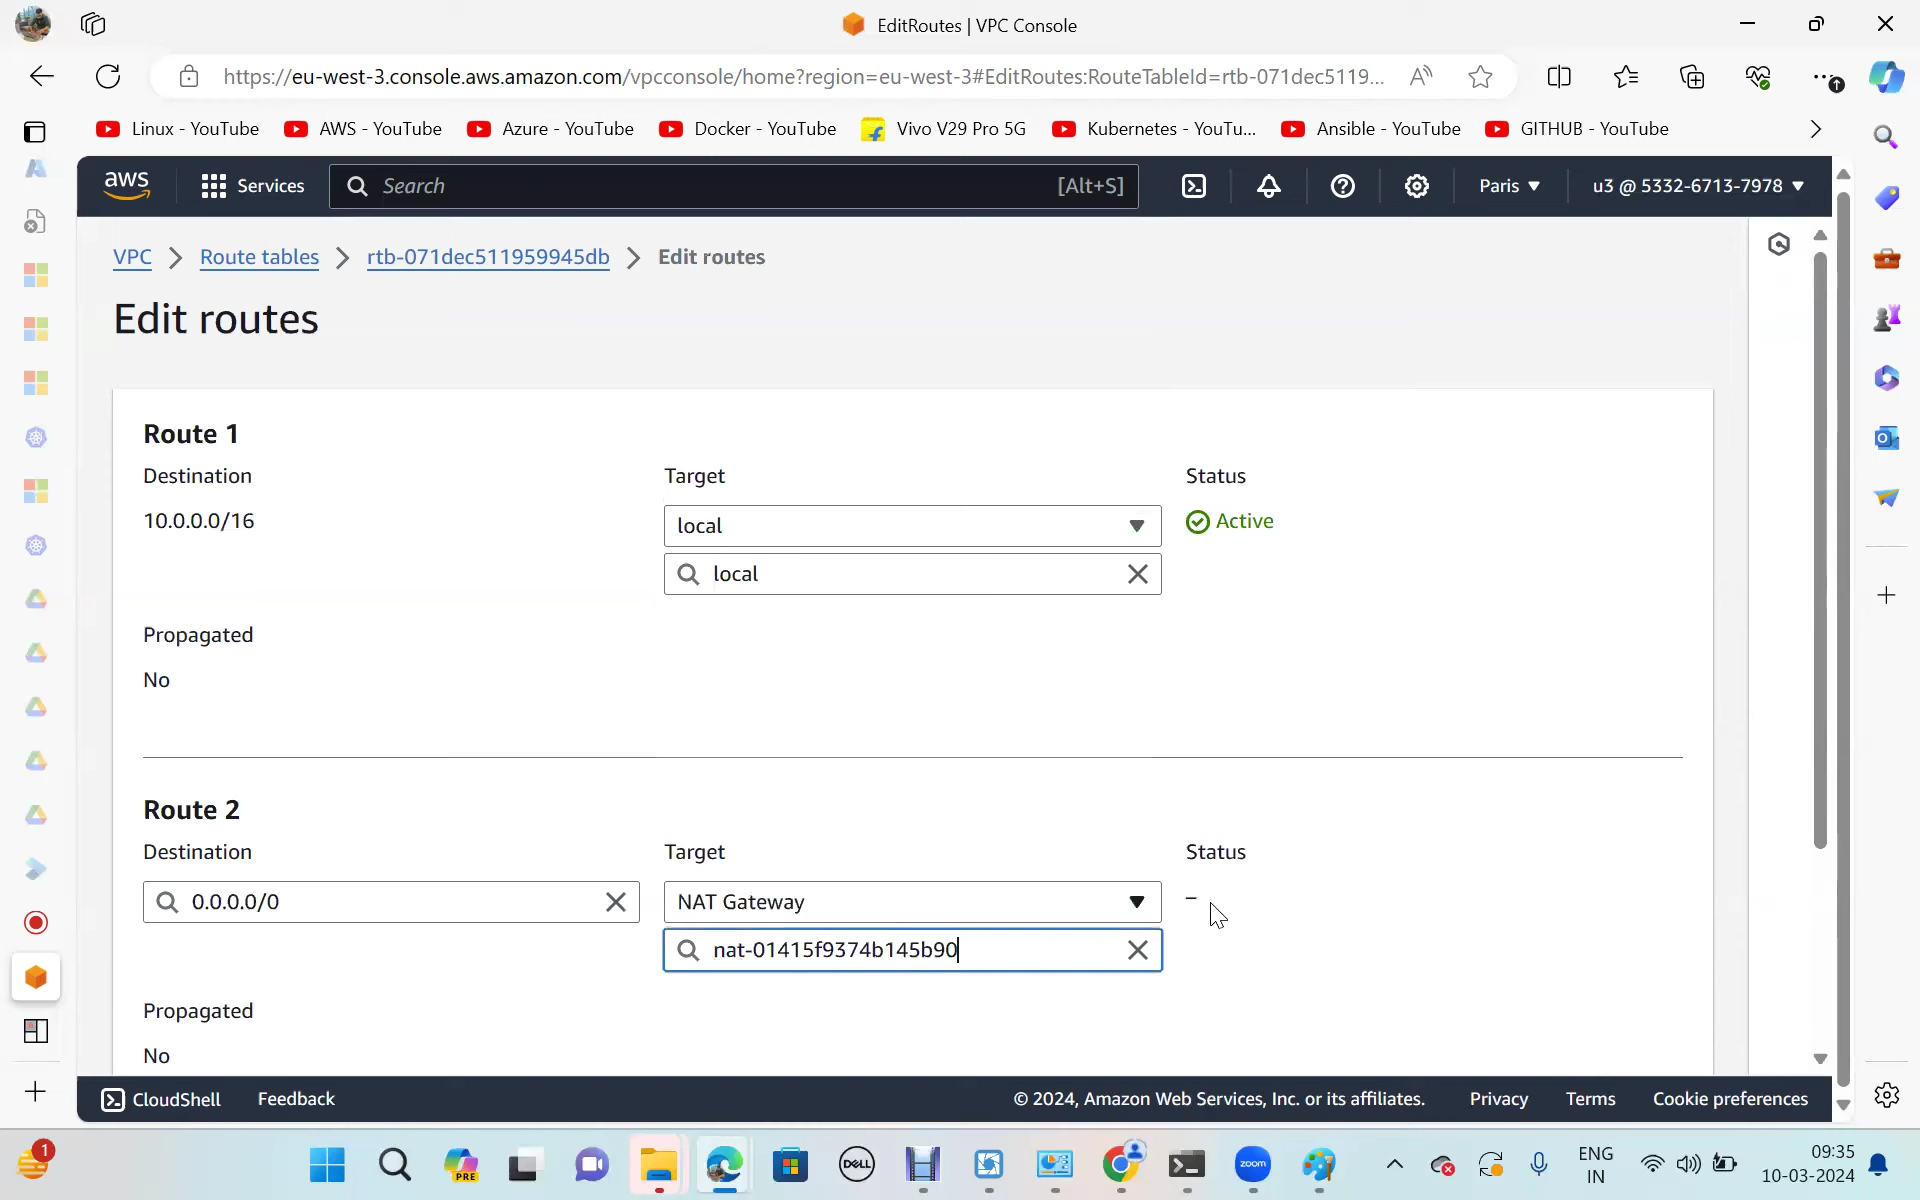 EditRoutes | VPC Console
https://eu-west-3.console.aws.amazon.com/vpcconsole/home?region=eu-west-3#EditRoutes:RouteTableId=rtb-071dec5119...
Linux - YouTube
AWS - YouTube
Azure - YouTube
Docker - YouTube
Vivo V29 Pro 5G
Kubernetes - YouTu...
Ansible - YouTube
GITHUB - YouTube
aws
Services
Search
[Alt+S]
Paris
u3 @ 5332-6713-7978
VPC
Route tables
rtb-071dec511959945db
Edit routes
Edit routes
Route 1
Destination
Target
Status
10.0.0.0/16
local
Active
local
Propagated
No
Route 2
Destination
Target
Status
0.0.0.0/0
NAT Gateway
–
nat-01415f9374b145b90
Propagated
No
CloudShell
Feedback
© 2024, Amazon Web Services, Inc. or its affiliates.
Privacy
Terms
Cookie preferences
1
PRE
DELL
zoom
ENG
IN
09:35
10-03-2024